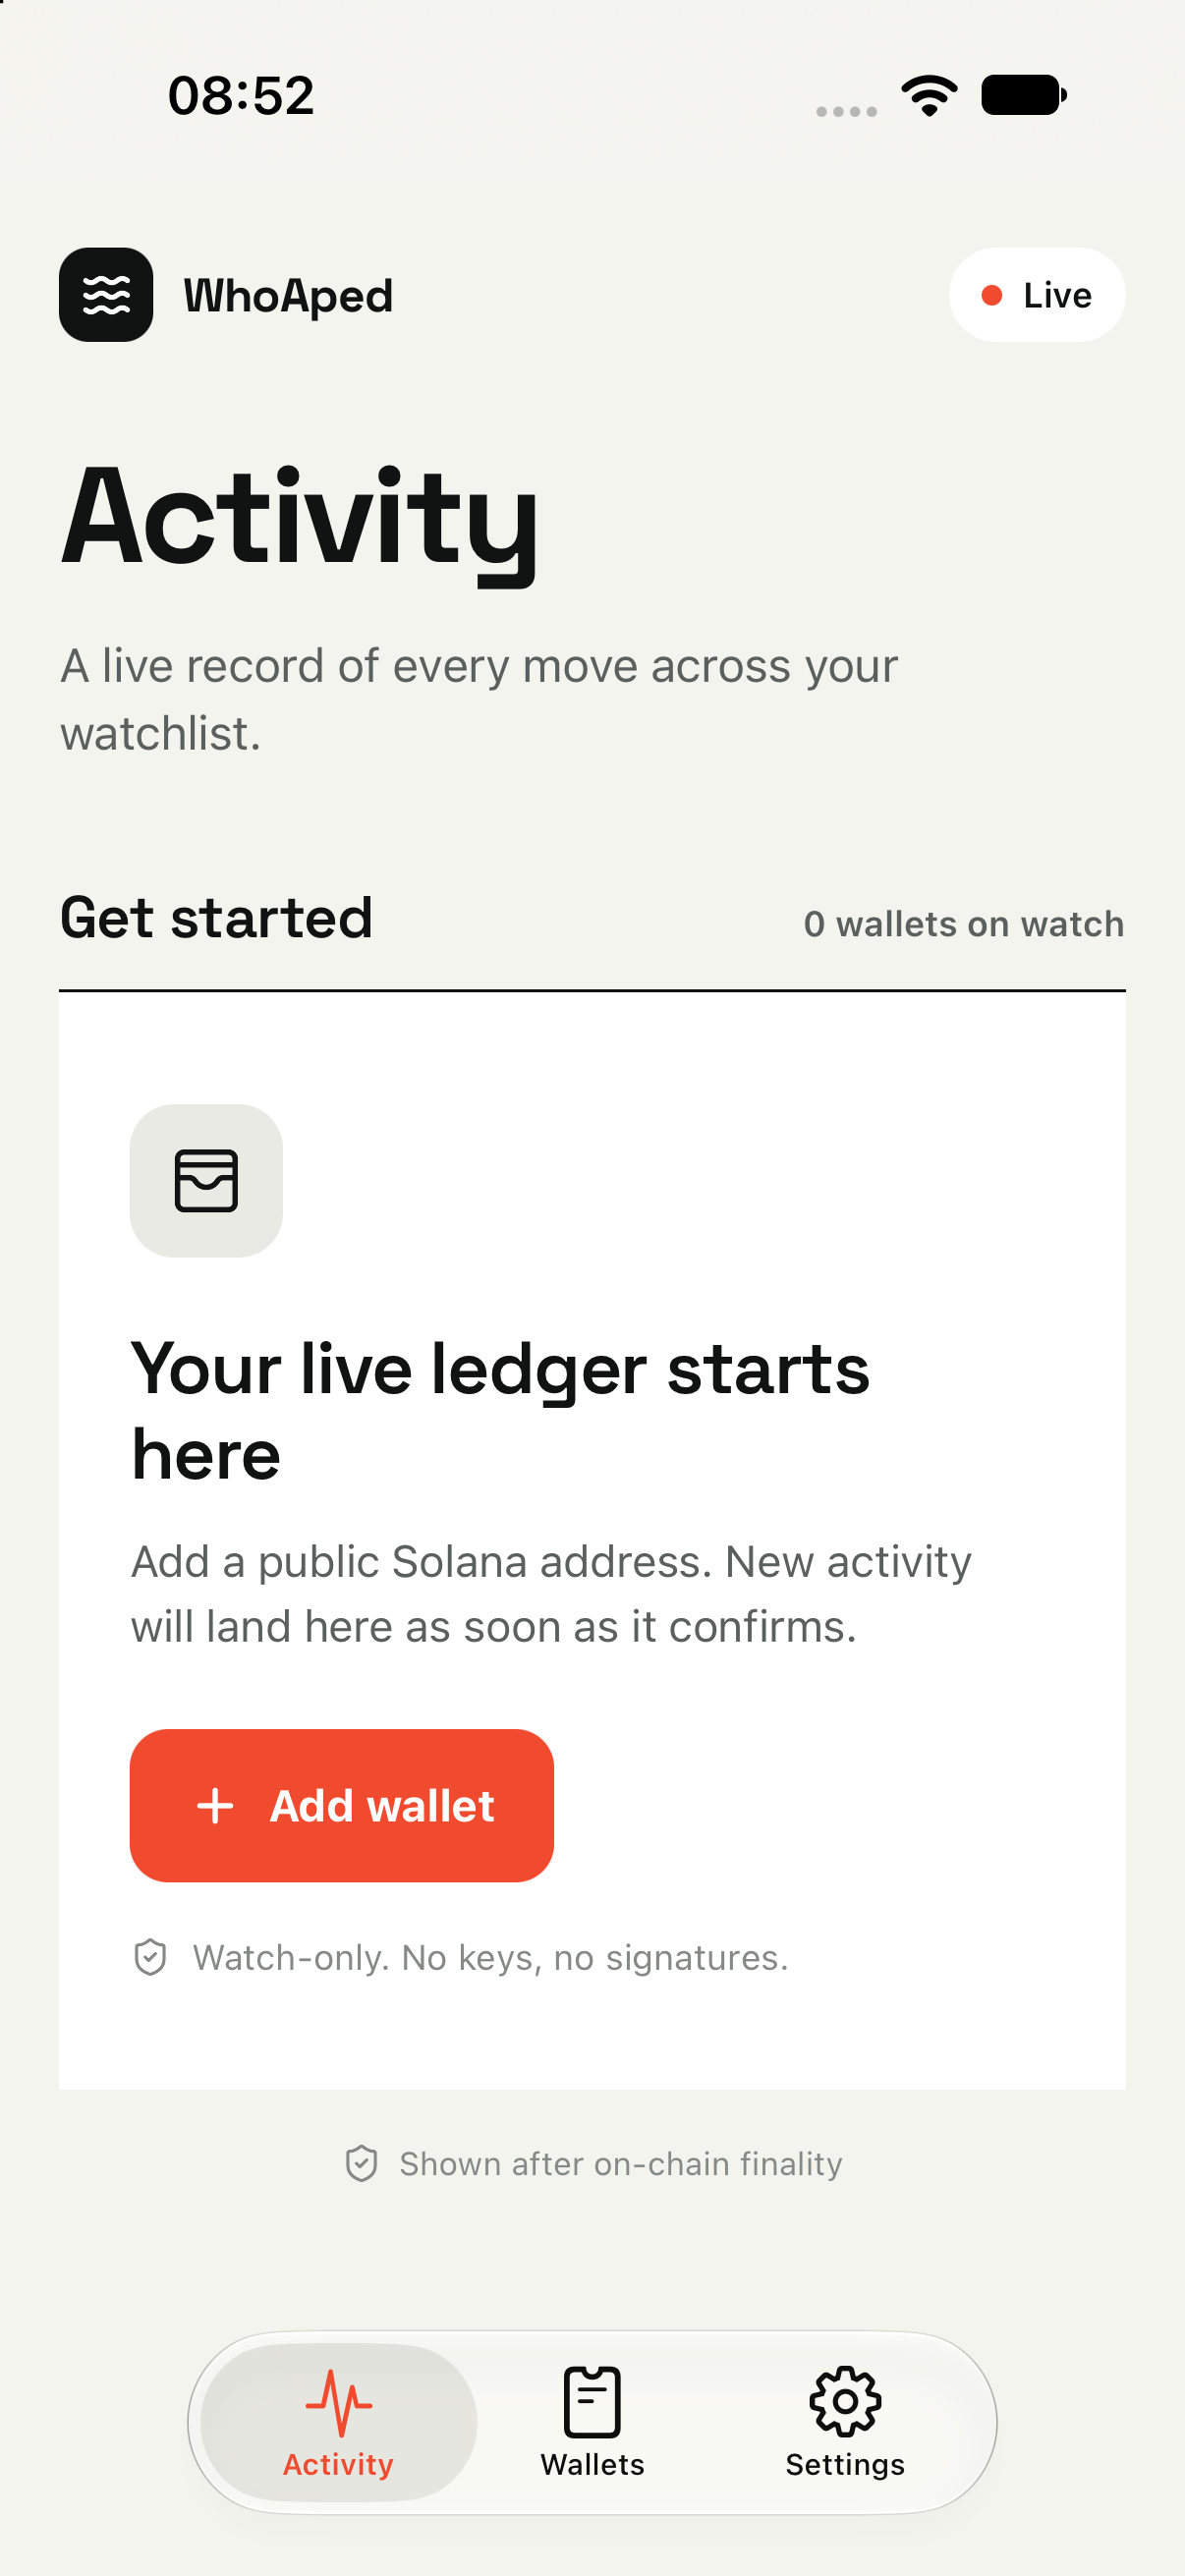 08:52
WhoAped
Live
Activity
A live record of every move across your
watchlist.
Get started
0 wallets on watch
Your live ledger starts
here
Add a public Solana address. New activity
will land here as soon as it confirms.
+ Add wallet
Watch-only. No keys, no signatures.
Shown after on-chain finality
Activity
Wallets
Settings